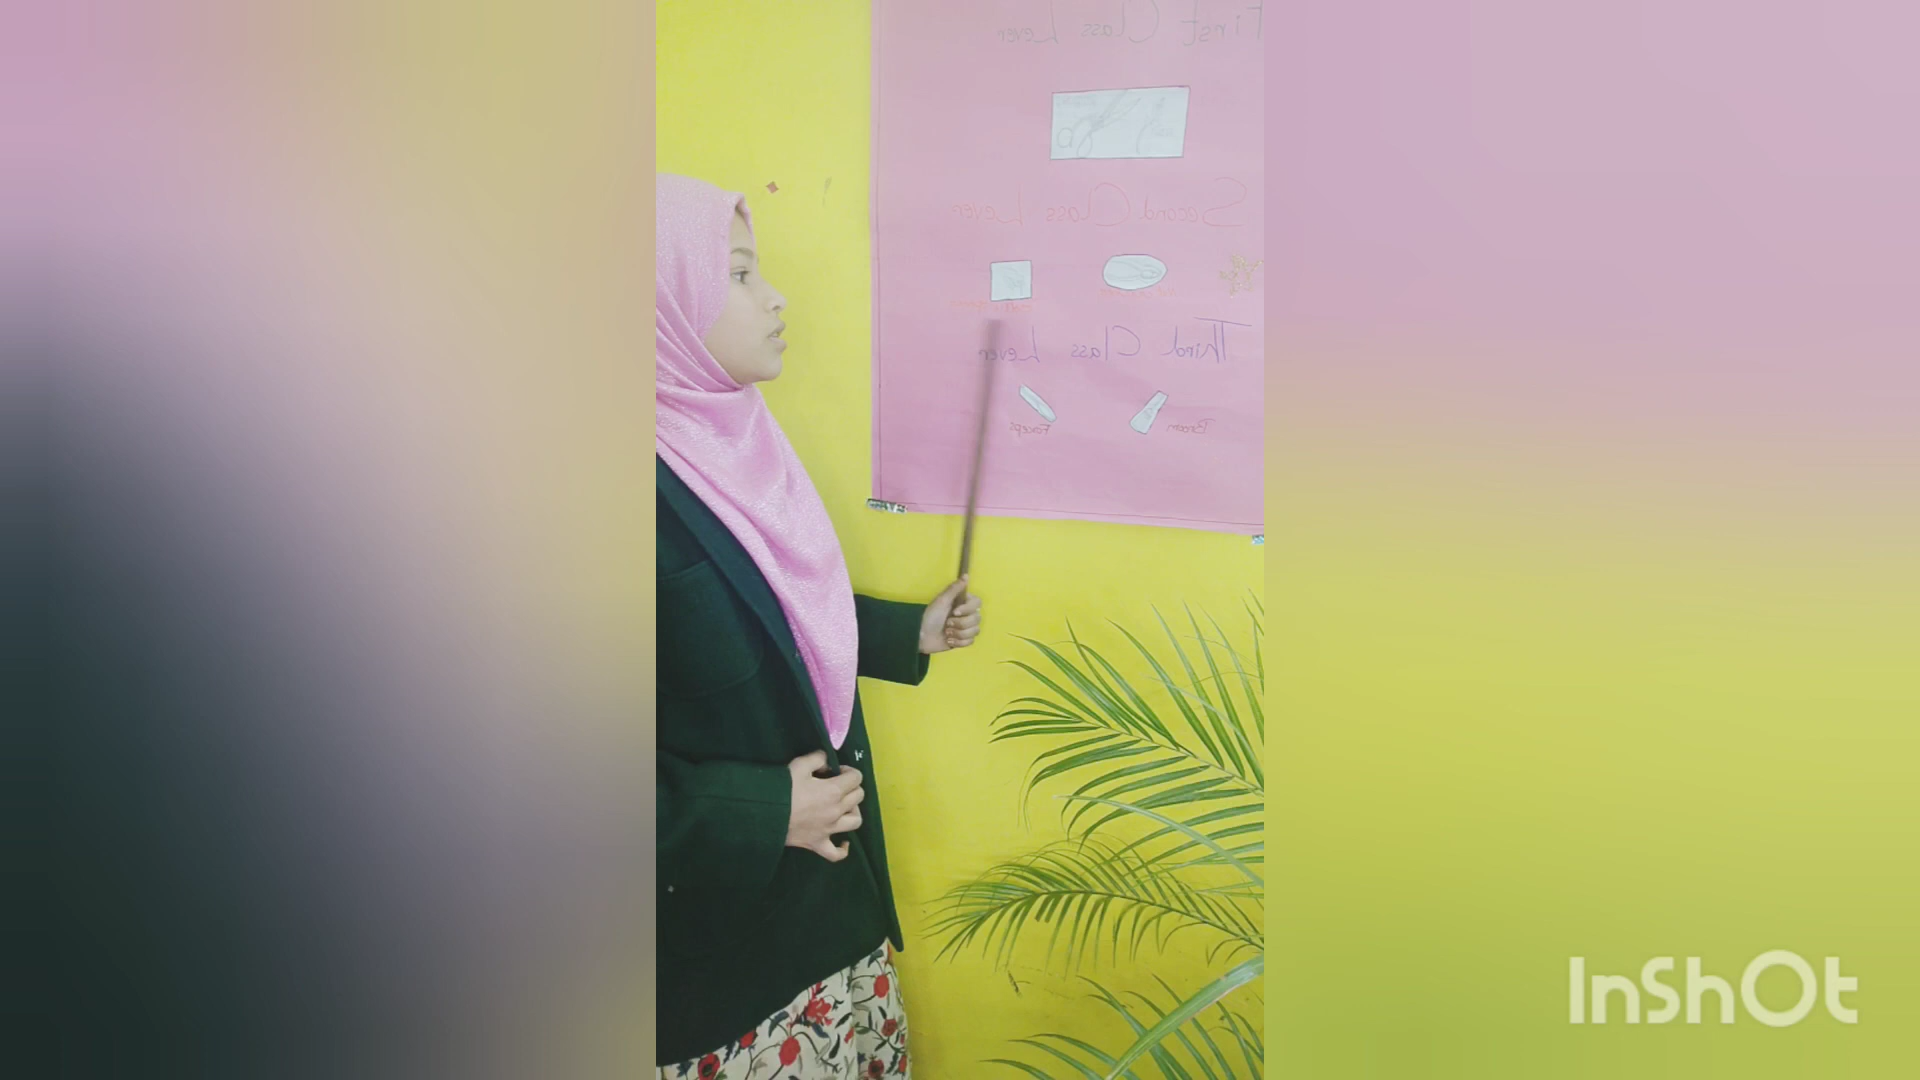 First Class Lever
Second Class Lever
Third Class Lever
Broom
Forceps
InShOt